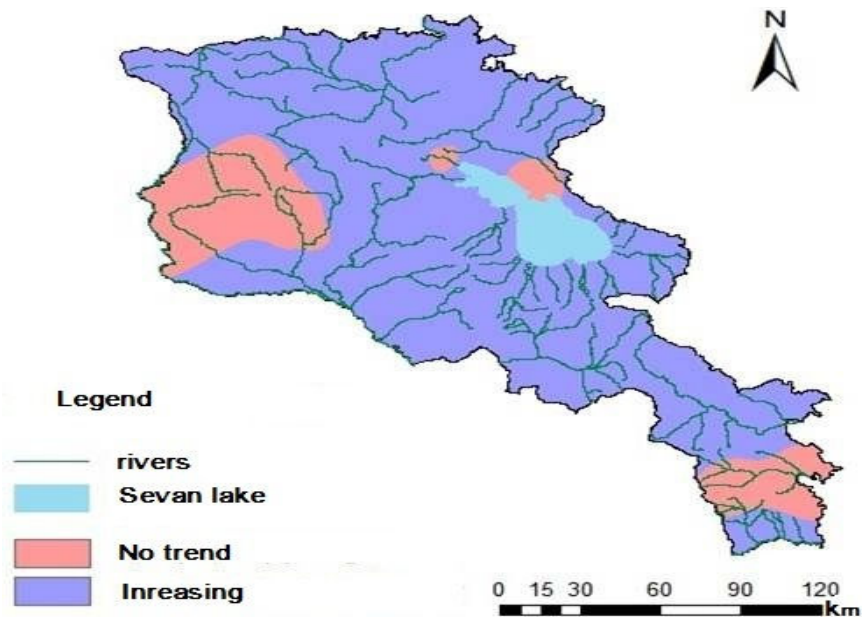 N
Legend
rivers
Sevan lake
No trend
Inreasing
0 15 30 60 90 120
km